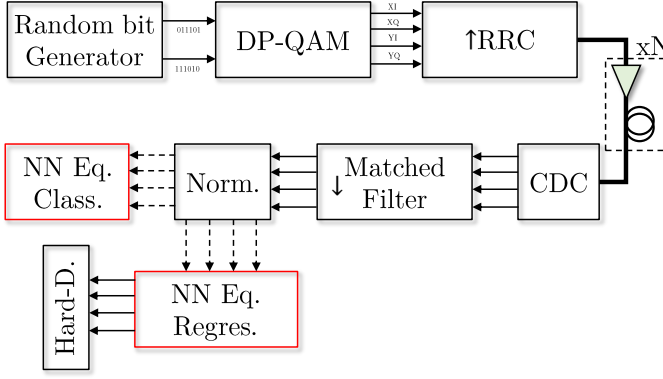 Random bit
Generator
011101
111010
DP-QAM
XI
XQ
YI
YQ
↑RRC
xN
NN Eq.
Class.
Norm.
↓Matched
Filter
CDC
Hard-D.
NN Eq.
Regres.